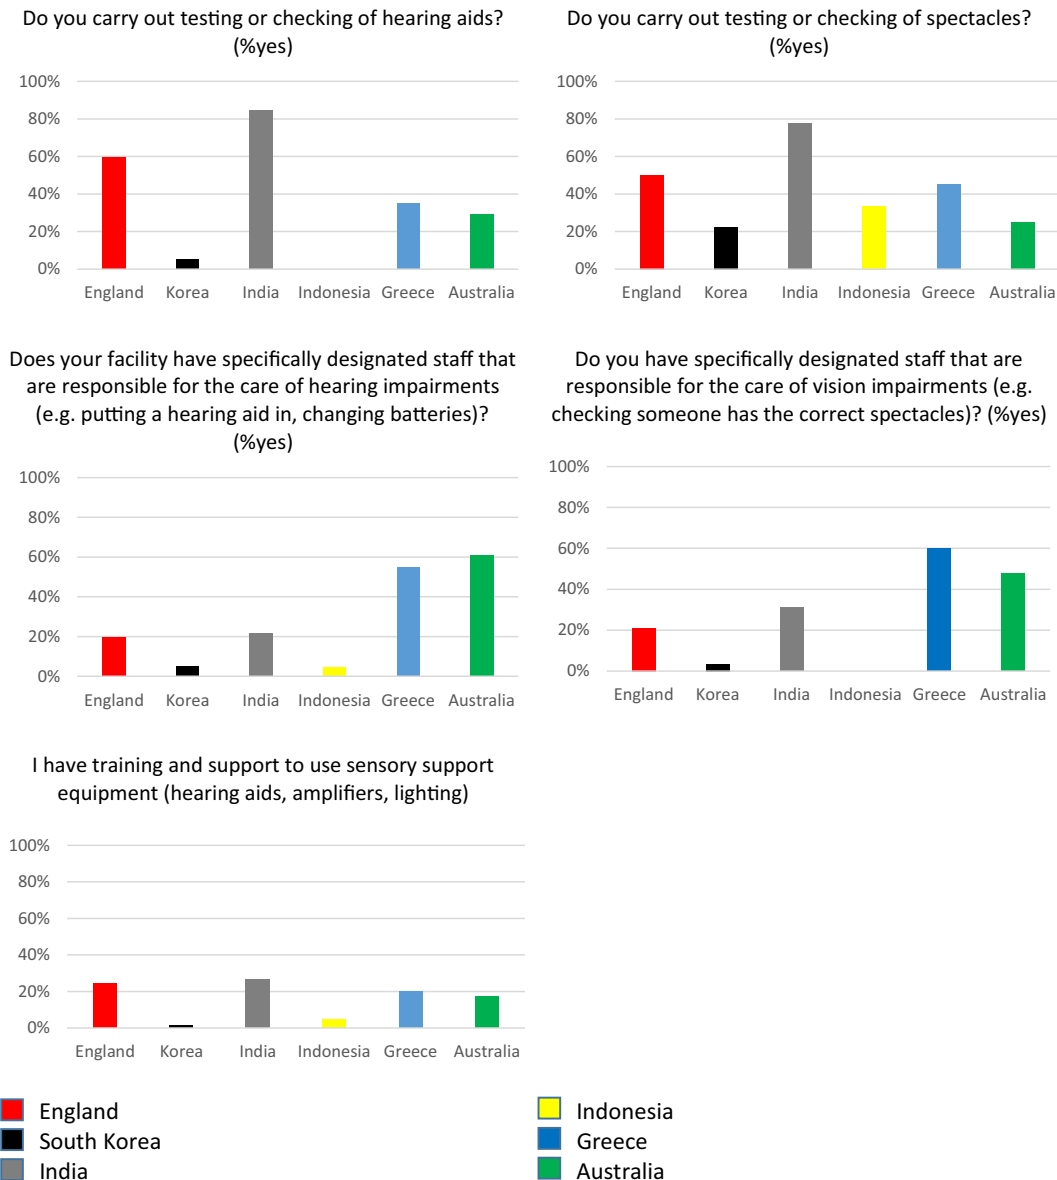 Do you carry out testing or checking of hearing aids?
(%yes)
100%
80%
60%
40%
20%
0%
England Korea India Indonesia Greece Australia
Do you carry out testing or checking of spectacles?
(%yes)
100%
80%
60%
40%
20%
0%
England Korea India Indonesia Greece Australia
Does your facility have specifically designated staff that
are responsible for the care of hearing impairments
(e.g. putting a hearing aid in, changing batteries)?
(%yes)
100%
80%
60%
40%
20%
0%
England Korea India Indonesia Greece Australia
Do you have specifically designated staff that are
responsible for the care of vision impairments (e.g.
checking someone has the correct spectacles)? (%yes)
100%
80%
60%
40%
20%
0%
England Korea India Indonesia Greece Australia
I have training and support to use sensory support
equipment (hearing aids, amplifiers, lighting)
100%
80%
60%
40%
20%
0%
England Korea India Indonesia Greece Australia
England
South Korea
India
Indonesia
Greece
Australia